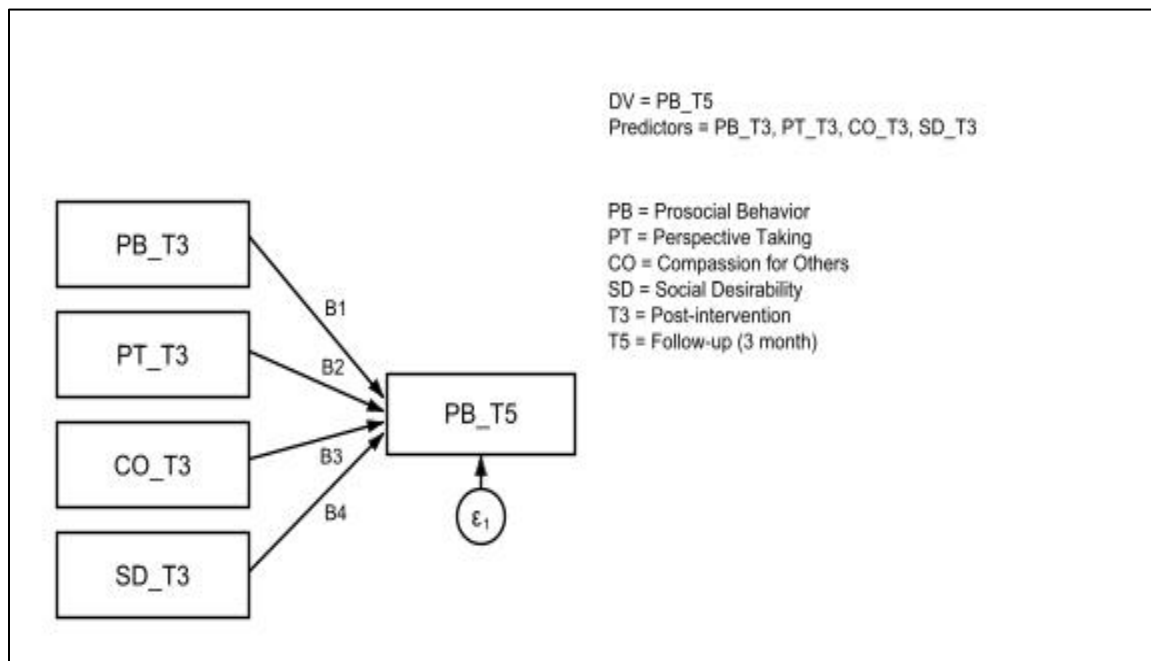 DV = PB_T5
Predictors = PB_T3, PT_T3, CO_T3, SD_T3
PB = Prosocial Behavior
PT = Perspective Taking
CO = Compassion for Others
SD = Social Desirability
T3 = Post-intervention
T5 = Follow-up (3 month)
PB_T3
B1
PT_T3
B2
PB_T5
CO_T3
B3
B4
ε₁
SD_T3